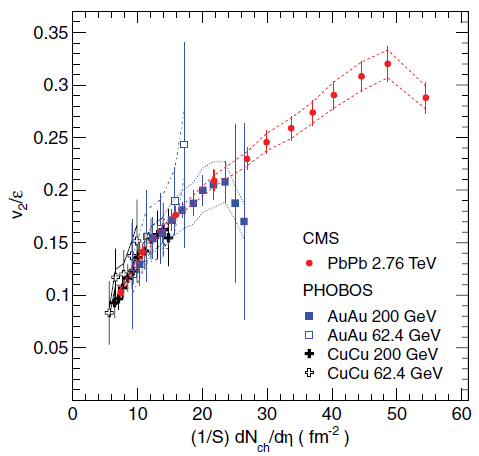 0.35
0.3
0.25
0.2
0.15
0.1
0.05
v₂/ε
CMS
PbPb 2.76 TeV
PHOBOS
AuAu 200 GeV
AuAu 62.4 GeV
CuCu 200 GeV
CuCu 62.4 GeV
0 10 20 30 40 50 60
(1/S) dN_ch/dη ( fm⁻² )